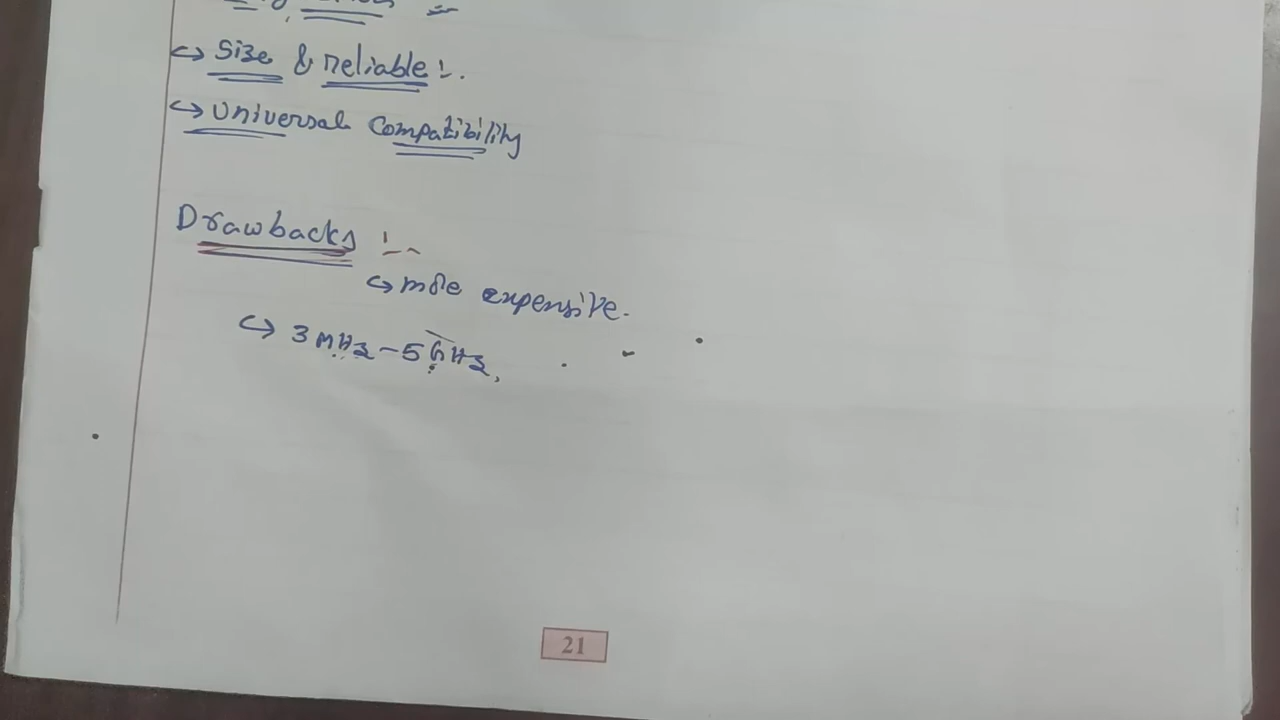 ↪ Size & reliable :-
↪ Universal Compatibility
Drawbacks :-
↪ more expensive.
↪ 3 MHz - 5 GHz,
21